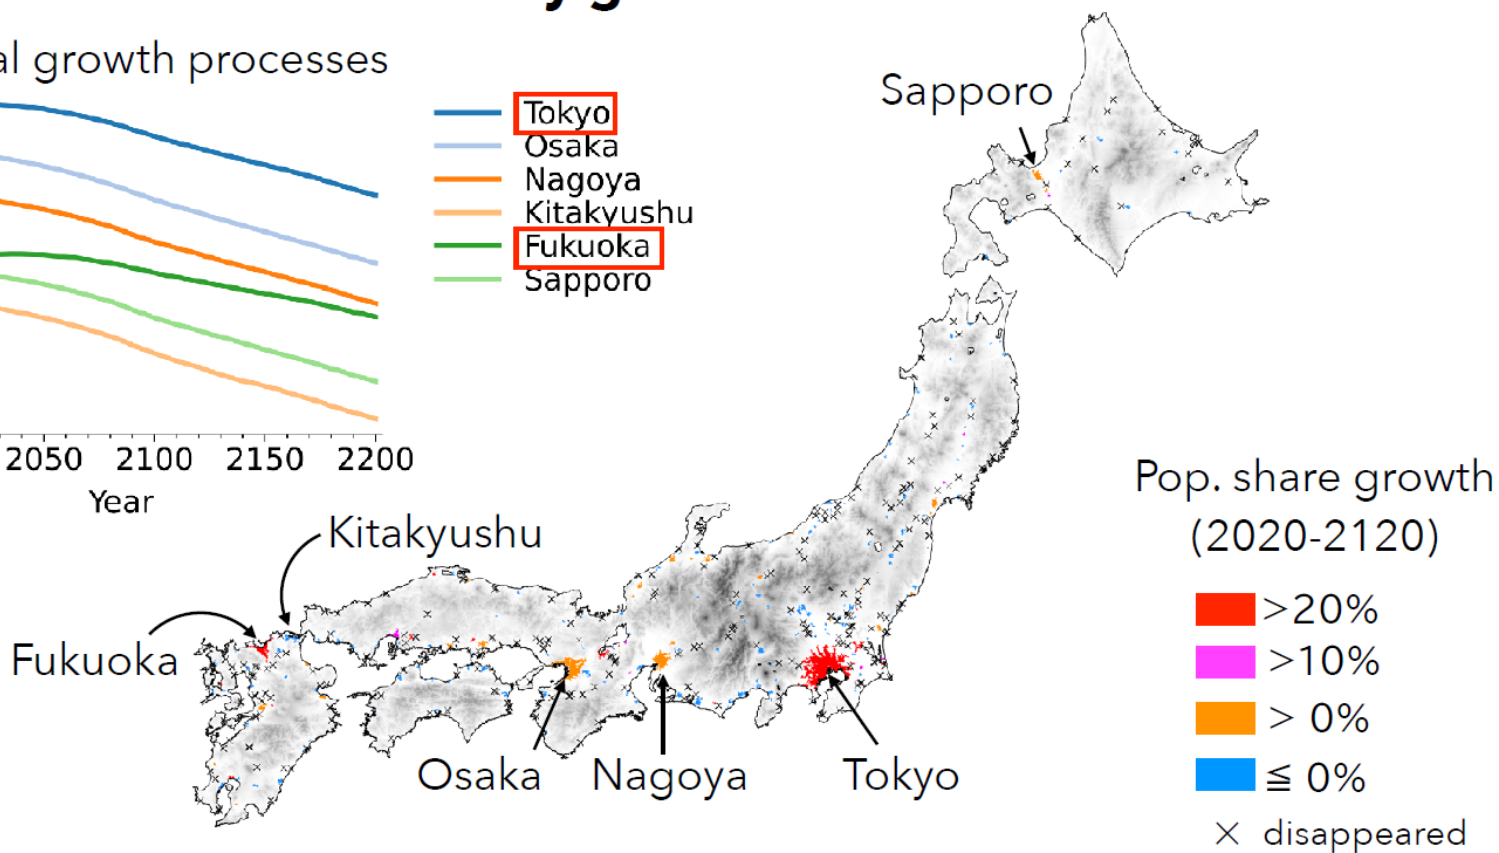 al growth processes
Tokyo
Osaka
Nagoya
Kitakyushu
Fukuoka
Sapporo
2050 2100 2150 2200
Year
Sapporo
Kitakyushu
Fukuoka
Osaka
Nagoya
Tokyo
Pop. share growth
(2020-2120)
>20%
>10%
> 0%
≦ 0%
× disappeared